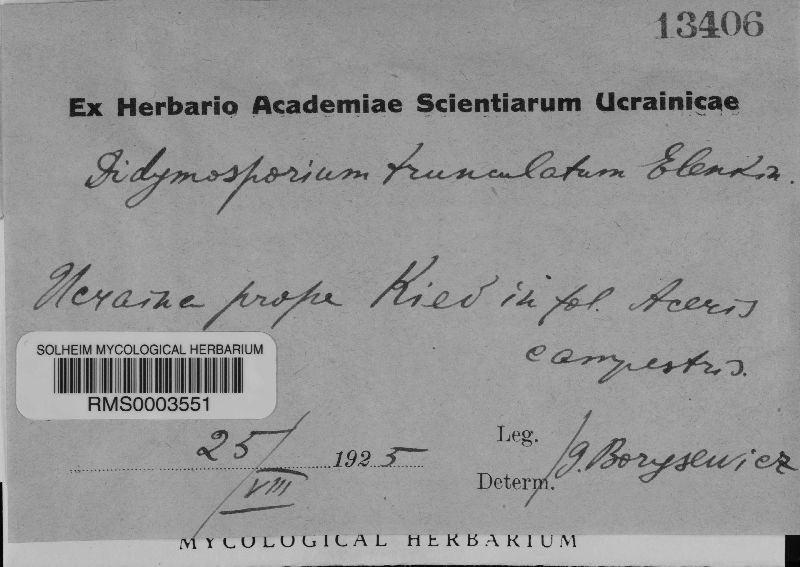 13406
Ex Herbario Academiae Scientiarum Ucrainicae
Didymosporium trunculatum Elenkin.
Ucraina prope Kiev in fol. Aceris
campestris.
SOLHEIM MYCOLOGICAL HERBARIUM
RMS0003551
25/VIII 1925
Leg.
Determ. G. Borysewicz
MYCOLOGICAL HERBARIUM